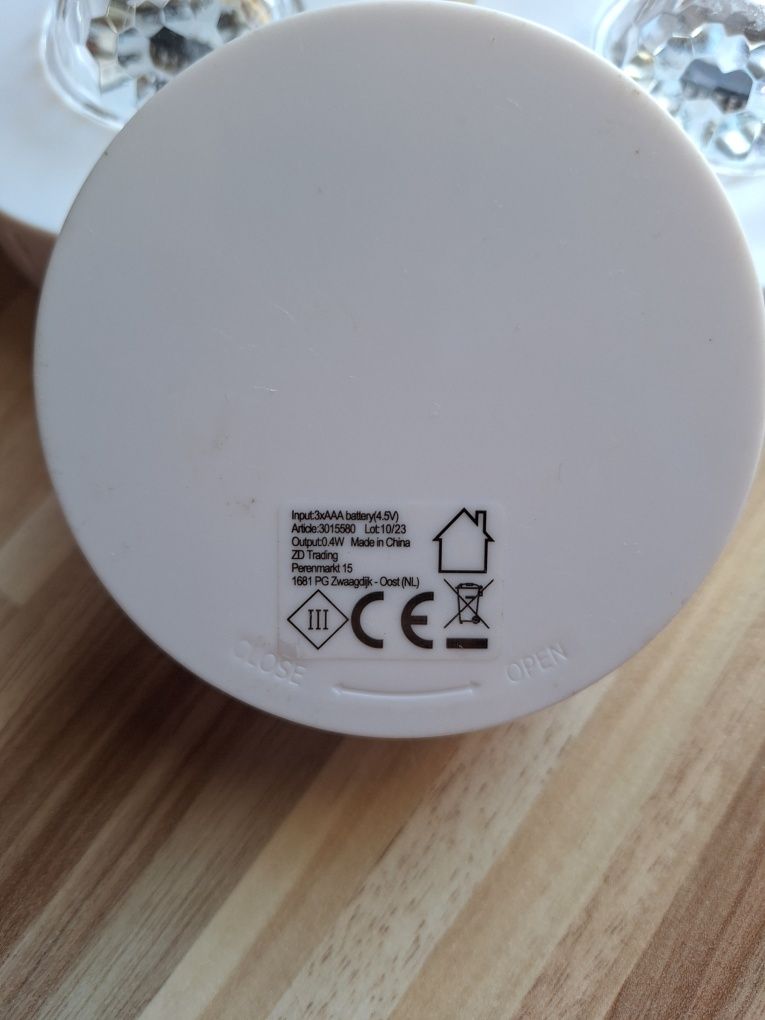 Input:3xAAA battery(4.5V)
Article:3015580 Lot:10/23
Output:0.4W Made in China
ZD Trading
Perenmarkt 15
1681 PG Zwaagdijk - Oost (NL)
III CE
CLOSE OPEN